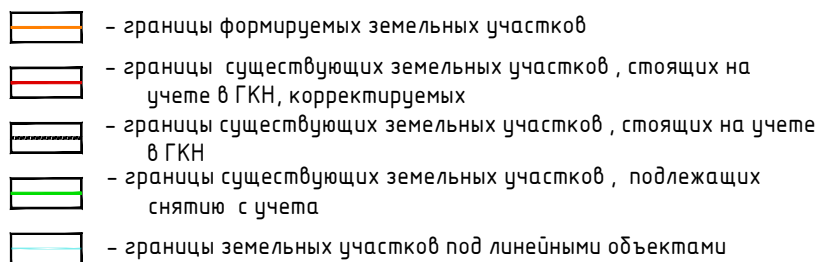 – границы формируемых земельных участков
– границы существующих земельных участков , стоящих на
учете в ГКН, корректируемых
– границы существующих земельных участков , стоящих на учете
в ГКН
– границы существующих земельных участков , подлежащих
снятию с учета
– границы земельных участков под линейными объектами